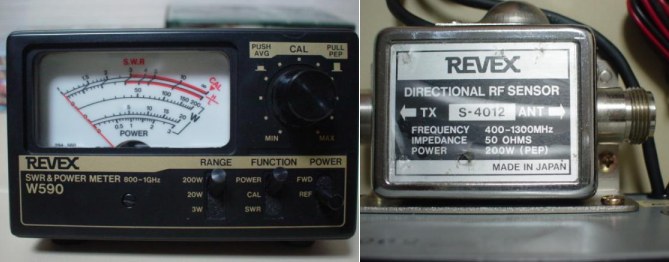 PUSH AVG
CAL
PULL PEP
MIN
MAX
S.W.R
POWER
W
REVEX
SWR & POWER METER 800-1GHz
W590
RANGE
200W
20W
3W
FUNCTION
POWER
CAL
SWR
POWER
FWD
REF
REVEX
DIRECTIONAL RF SENSOR
TX S-4012 ANT
FREQUENCY 400-1300MHz
IMPEDANCE 50 OHMS
POWER 200W (PEP)
MADE IN JAPAN